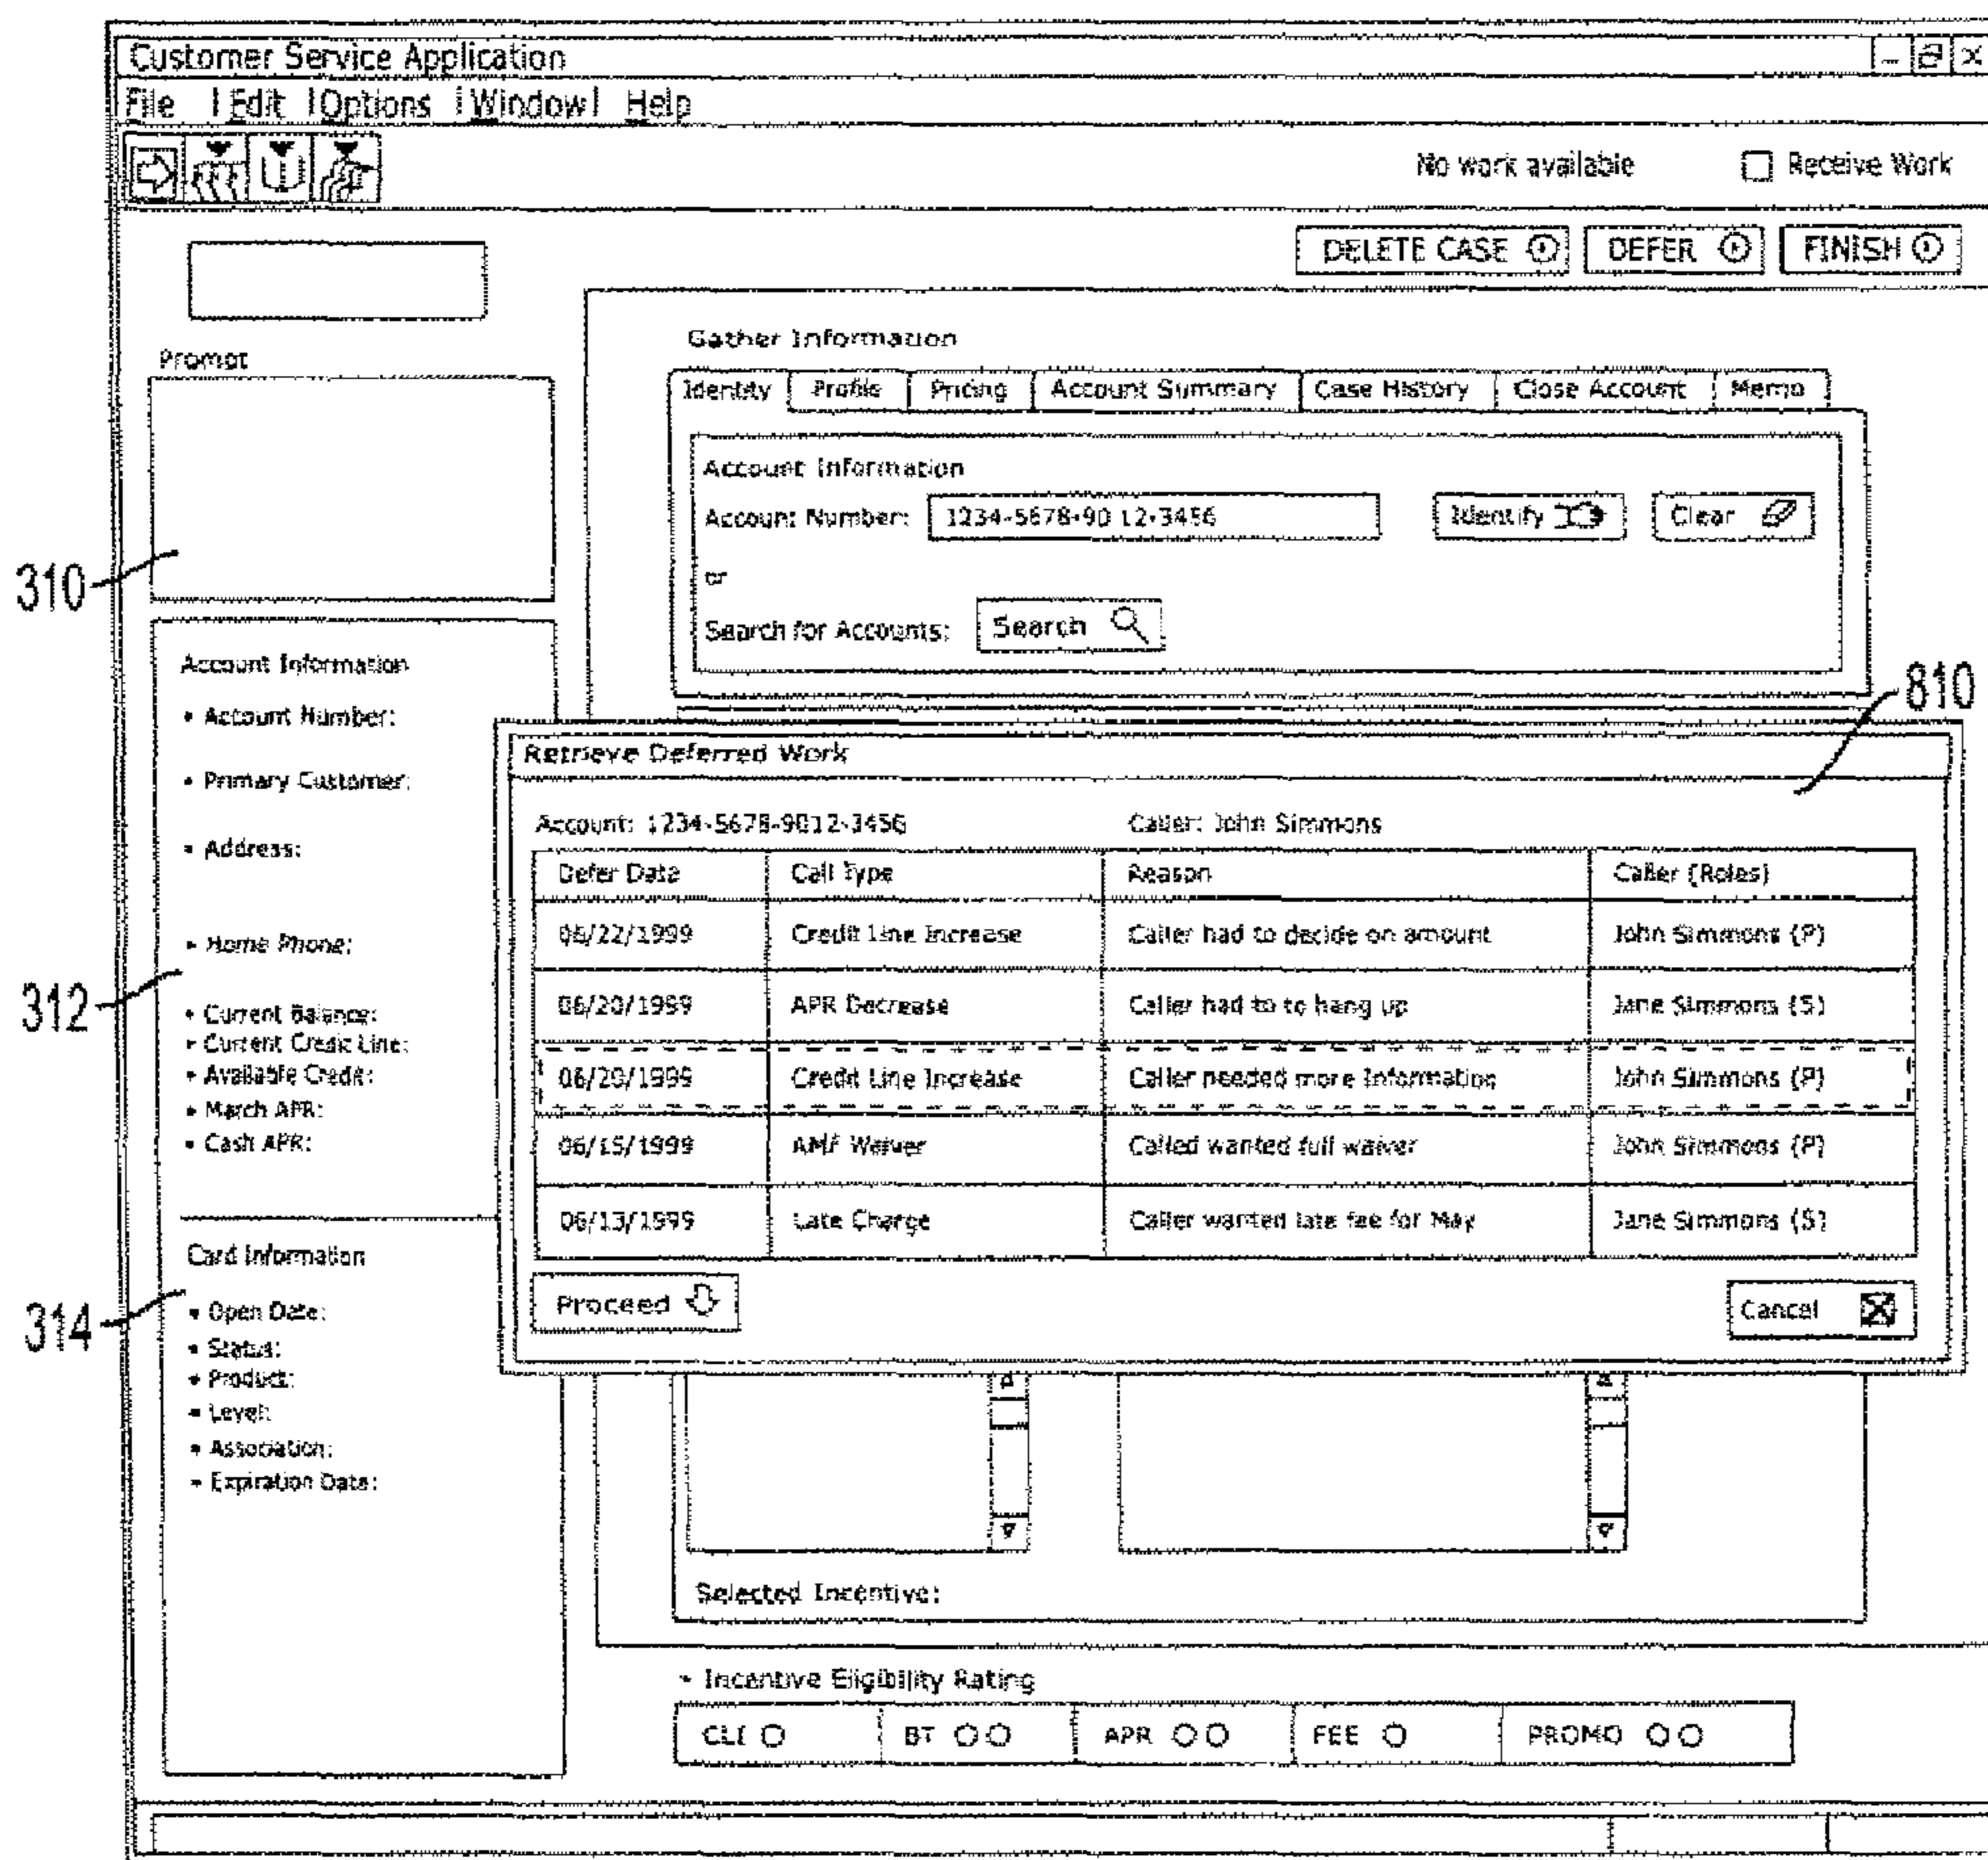 Customer Service Application
File Edit Options Window Help
No work available Receive Work
DELETE CASE DEFER FINISH
Prompt
310
Gather Information
Identity Profile Pricing Account Summary Case History Close Account Memo
Account Information
Account Number: 1234-5678-90 12-3456 Identify Clear
or
Search for Accounts: Search
810
Account Information
• Account Number:
• Primary Customer:
• Address:
• Home Phone:
312
• Current Balance:
• Current Credit Line:
• Available Credit:
• March APR:
• Cash APR:
Card Information
314
• Open Date:
• Status:
• Product:
• Level:
• Association:
• Expiration Date:
Retrieve Deferred Work
Account: 1234-5678-9012-3456 Caller: John Simmons
Defer Date Call Type Reason Caller (Roles)
06/22/1999 Credit Line Increase Caller had to decide on amount John Simmons (P)
06/20/1999 APR Decrease Caller had to to hang up Jane Simmons (S)
06/20/1999 Credit Line Increase Caller needed more Information John Simmons (P)
06/15/1999 AMF Waiver Called wanted full waiver John Simmons (P)
06/13/1999 Late Charge Caller wanted late fee for May Jane Simmons (S)
Proceed Cancel
Selected Incentive:
• Incentive Eligibility Rating
CLI BT APR FEE PROMO